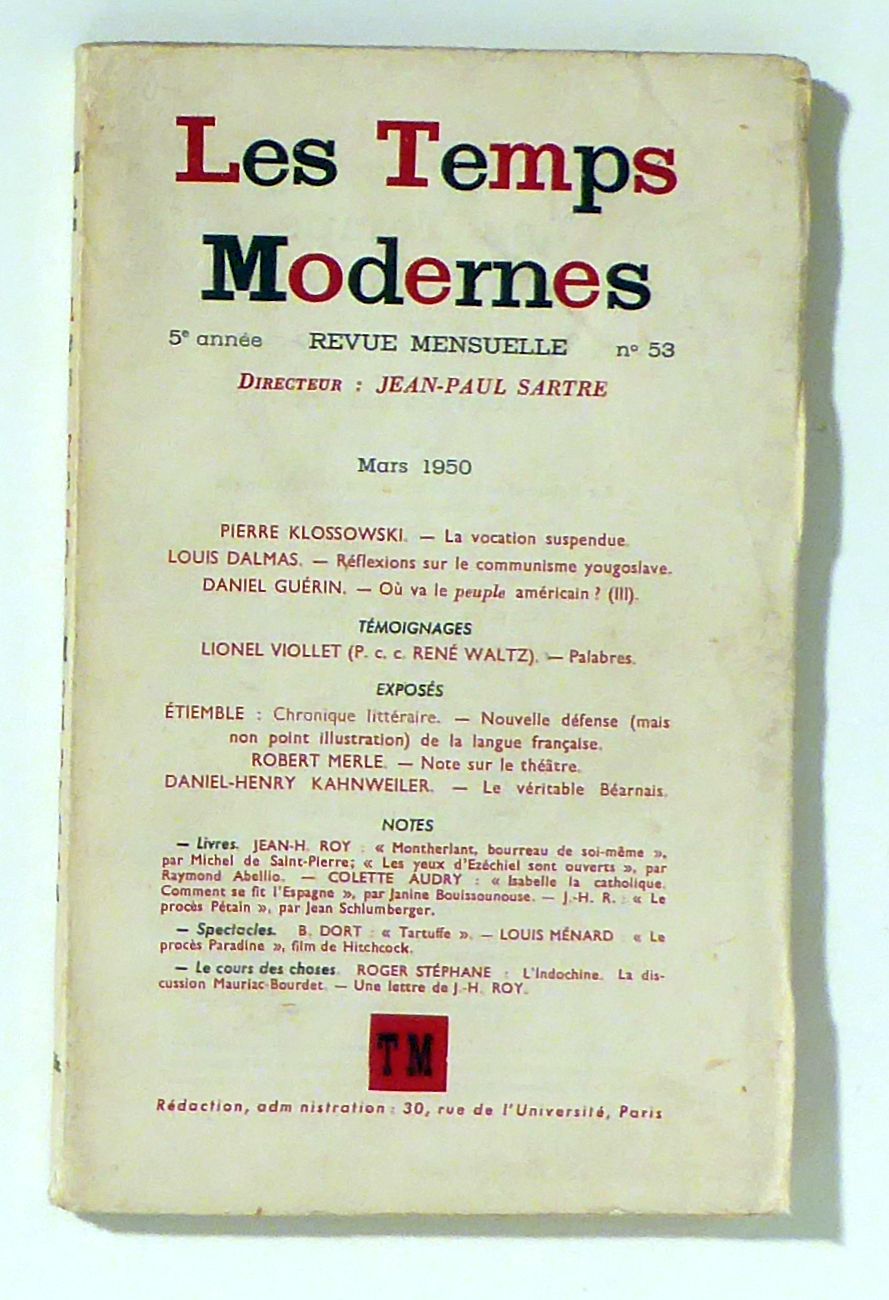 Les Temps
Modernes
5e année REVUE MENSUELLE nº 53
DIRECTEUR : JEAN-PAUL SARTRE
Mars 1950
PIERRE KLOSSOWSKI. — La vocation suspendue.
LOUIS DALMAS. — Réflexions sur le communisme yougoslave.
DANIEL GUÉRIN. — Où va le peuple américain ? (III).
TÉMOIGNAGES
LIONEL VIOLLET (P. c. c. RENÉ WALTZ). — Palabres.
EXPOSÉS
ÉTIEMBLE : Chronique littéraire. — Nouvelle défense (mais
non point illustration) de la langue française.
ROBERT MERLE. — Note sur le théâtre.
DANIEL-HENRY KAHNWEILER. — Le véritable Béarnais.
NOTES
— Livres. JEAN-H. ROY : « Montherlant, bourreau de soi-même »,
par Michel de Saint-Pierre; « Les yeux d'Ezéchiel sont ouverts », par
Raymond Abellio. — COLETTE AUDRY : « Isabelle la catholique.
Comment se fit l'Espagne », par Janine Bouissounouse. — J.-H. R. : « Le
procès Pétain », par Jean Schlumberger.
— Spectacles. B. DORT : « Tartuffe ». — LOUIS MÉNARD : « Le
procès Paradine », film de Hitchcock.
— Le cours des choses. ROGER STÉPHANE : L'Indochine. La dis-
cussion Mauriac-Bourdet. — Une lettre de J.-H. ROY.
TM
Rédaction, adm nistration : 30, rue de l'Université, Paris